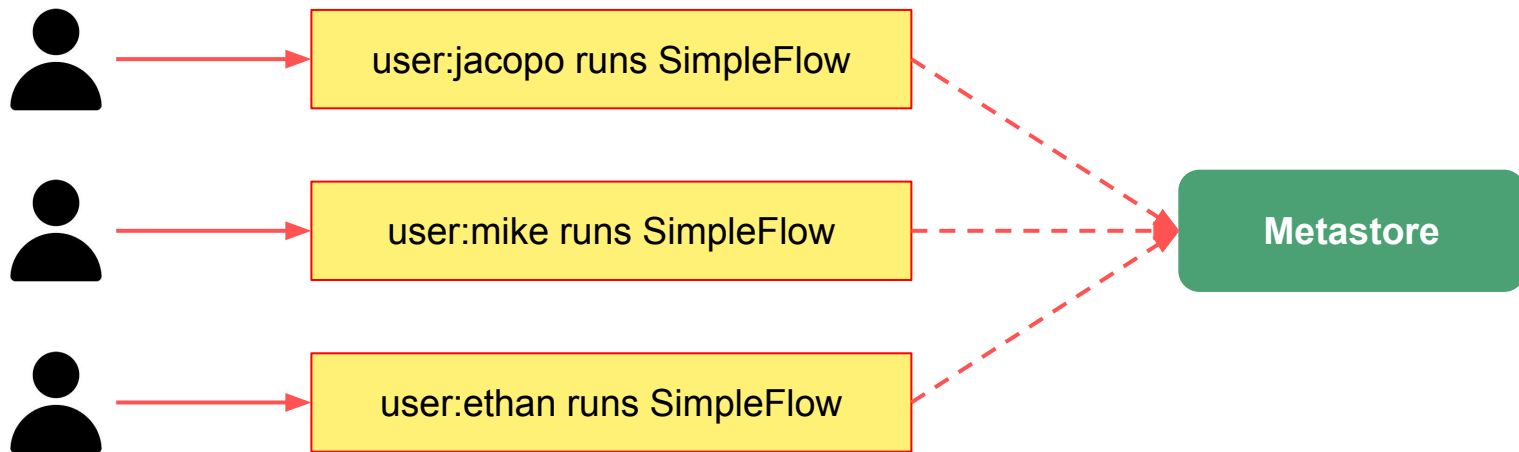 user:jacopo runs SimpleFlow
user:mike runs SimpleFlow
Metastore
user:ethan runs SimpleFlow